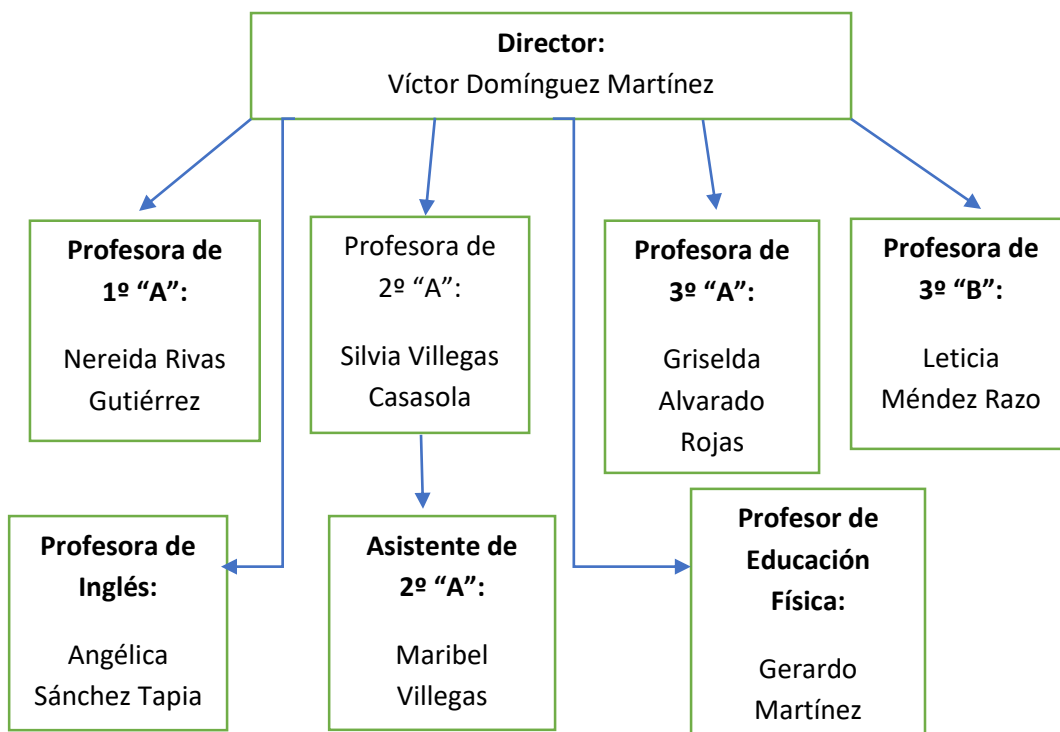 Director:
Víctor Domínguez Martínez
Profesora de
1º “A”:
Nereida Rivas
Gutiérrez
Profesora de
2º “A”:
Silvia Villegas
Casasola
Profesora de
3º “A”:
Griselda
Alvarado
Rojas
Profesora de
3º “B”:
Leticia
Méndez Razo
Profesora de
Inglés:
Angélica
Sánchez Tapia
Asistente de
2º “A”:
Maribel
Villegas
Profesor de
Educación
Física:
Gerardo
Martínez